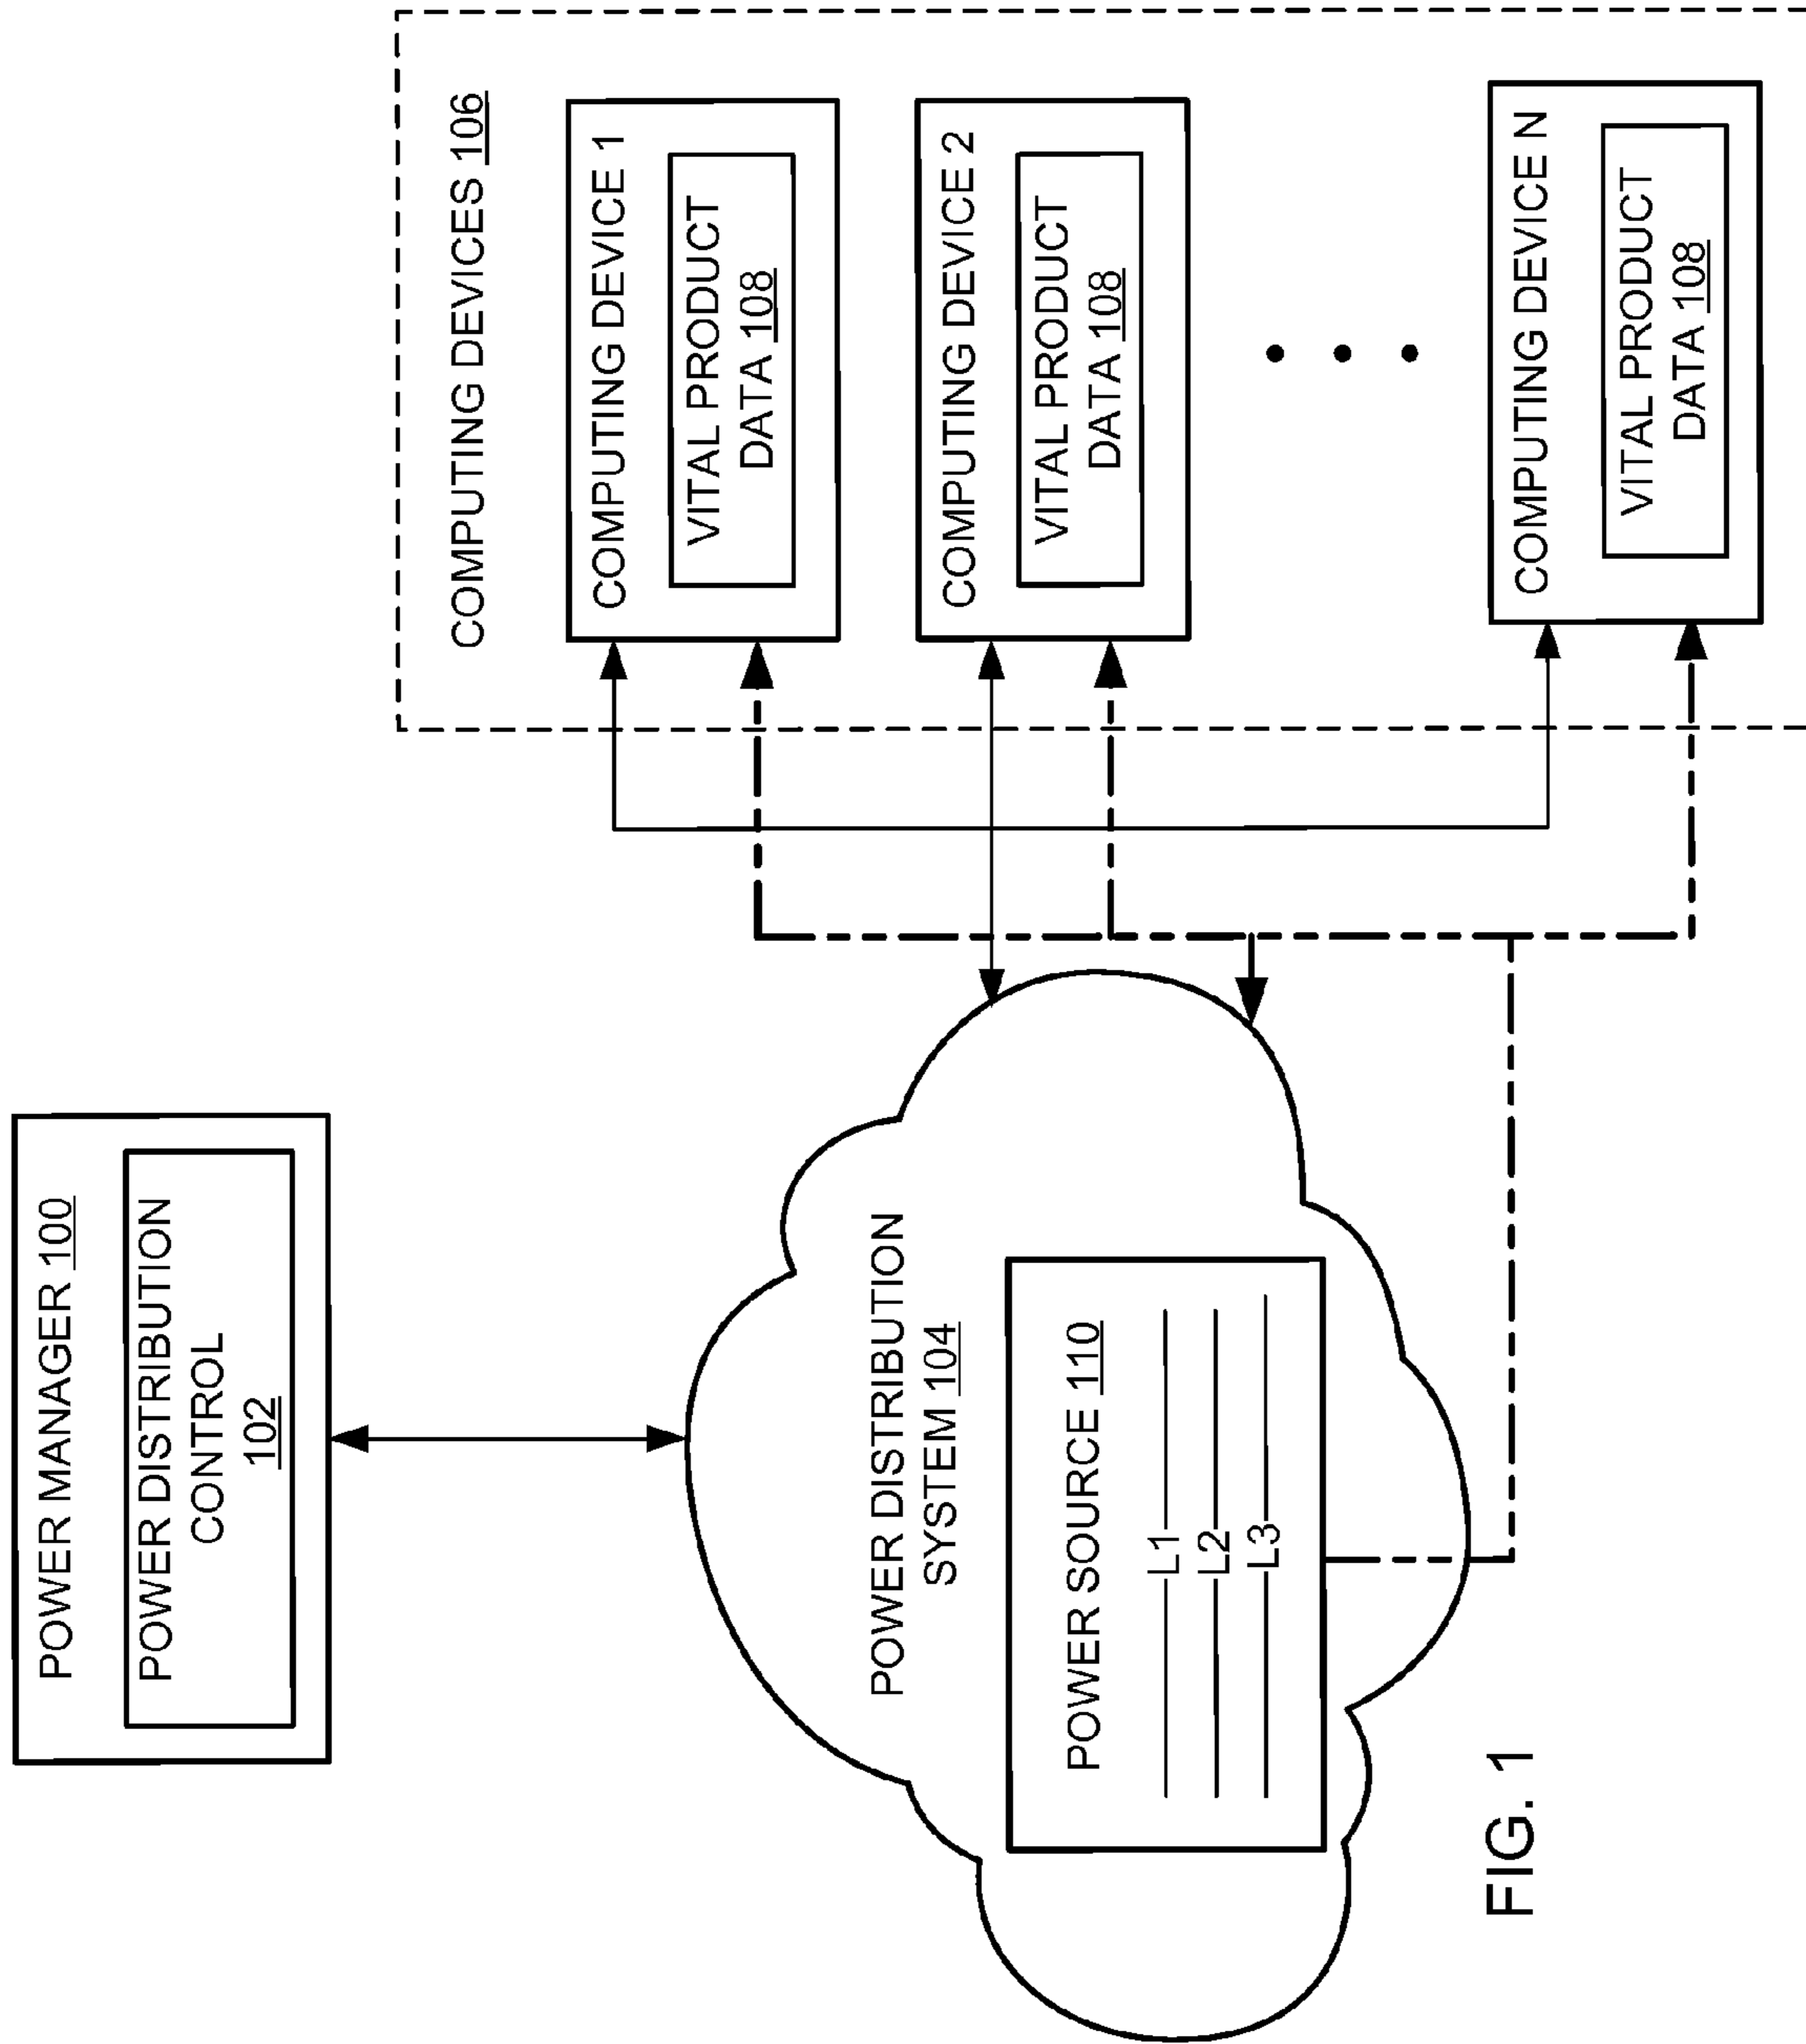 POWER MANAGER 100
POWER DISTRIBUTION
CONTROL
102
POWER DISTRIBUTION
SYSTEM 104
POWER SOURCE 110
L1
L2
L3
COMPUTING DEVICES 106
COMPUTING DEVICE 1
VITAL PRODUCT
DATA 108
COMPUTING DEVICE 2
VITAL PRODUCT
DATA 108
COMPUTING DEVICE N
VITAL PRODUCT
DATA 108
FIG. 1